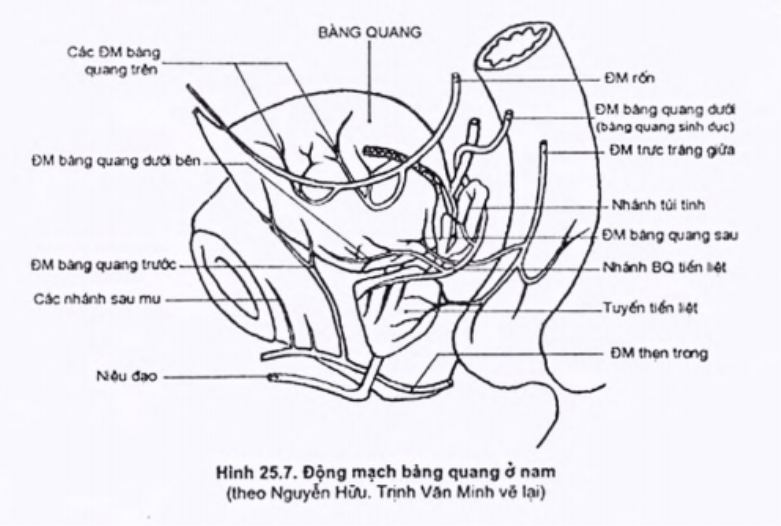 BÀNG QUANG
Các ĐM bàng
quang trên
ĐM bàng quang dưới bên
ĐM bàng quang trước
Các nhánh sau mu
Niệu đạo
ĐM rốn
ĐM bàng quang dưới
(bàng quang sinh dục)
ĐM trực tràng giữa
Nhánh túi tinh
ĐM bàng quang sau
Nhánh BQ tiền liệt
Tuyến tiền liệt
ĐM thẹn trong
Hình 25.7. Động mạch bàng quang ở nam
(theo Nguyễn Hữu. Trịnh Văn Minh vẽ lại)